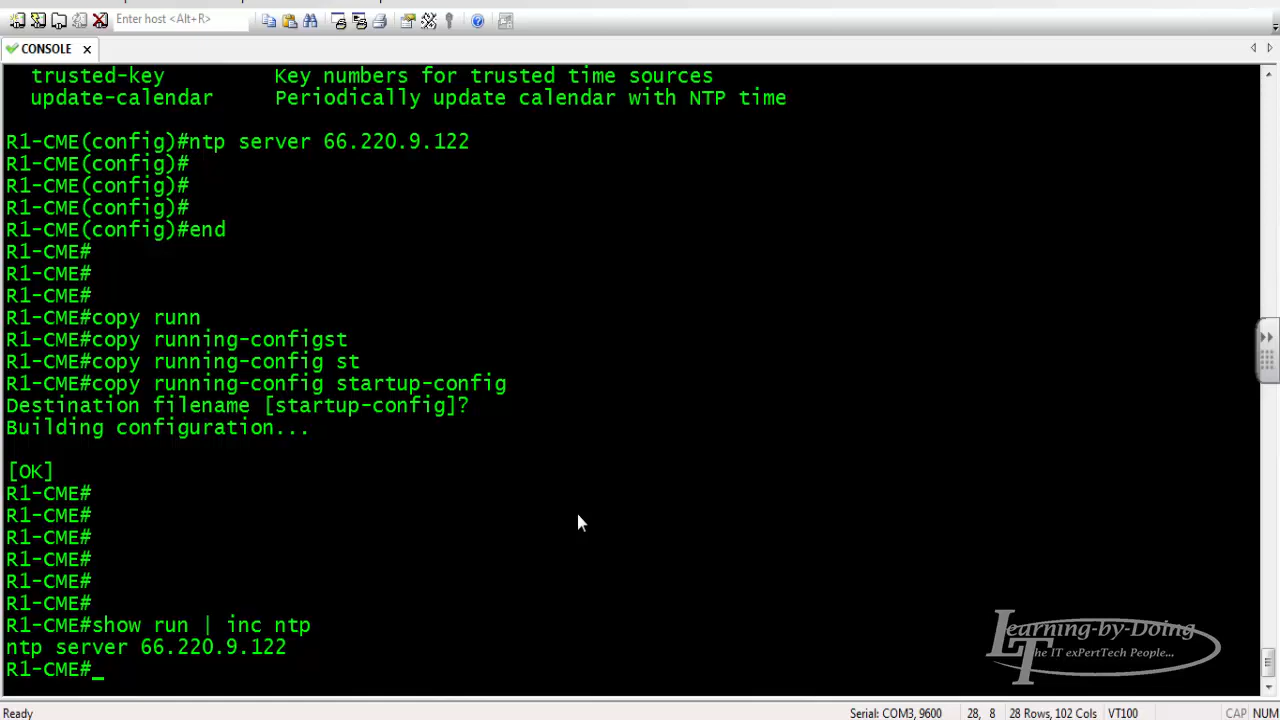 Enter host <Alt+R>
CONSOLE
trusted-key Key numbers for trusted time sources
update-calendar Periodically update calendar with NTP time
R1-CME(config)#ntp server 66.220.9.122
R1-CME(config)#
R1-CME(config)#
R1-CME(config)#
R1-CME(config)#end
R1-CME#
R1-CME#
R1-CME#
R1-CME#copy runn
R1-CME#copy running-configst
R1-CME#copy running-config st
R1-CME#copy running-config startup-config
Destination filename [startup-config]?
Building configuration...
[OK]
R1-CME#
R1-CME#
R1-CME#
R1-CME#
R1-CME#
R1-CME#
R1-CME#show run | inc ntp
ntp server 66.220.9.122
R1-CME#_
Learning-by-Doing
The IT exPertTech People...
Ready Serial: COM3, 9600 28, 8 28 Rows, 102 Cols VT100 CAP NUM